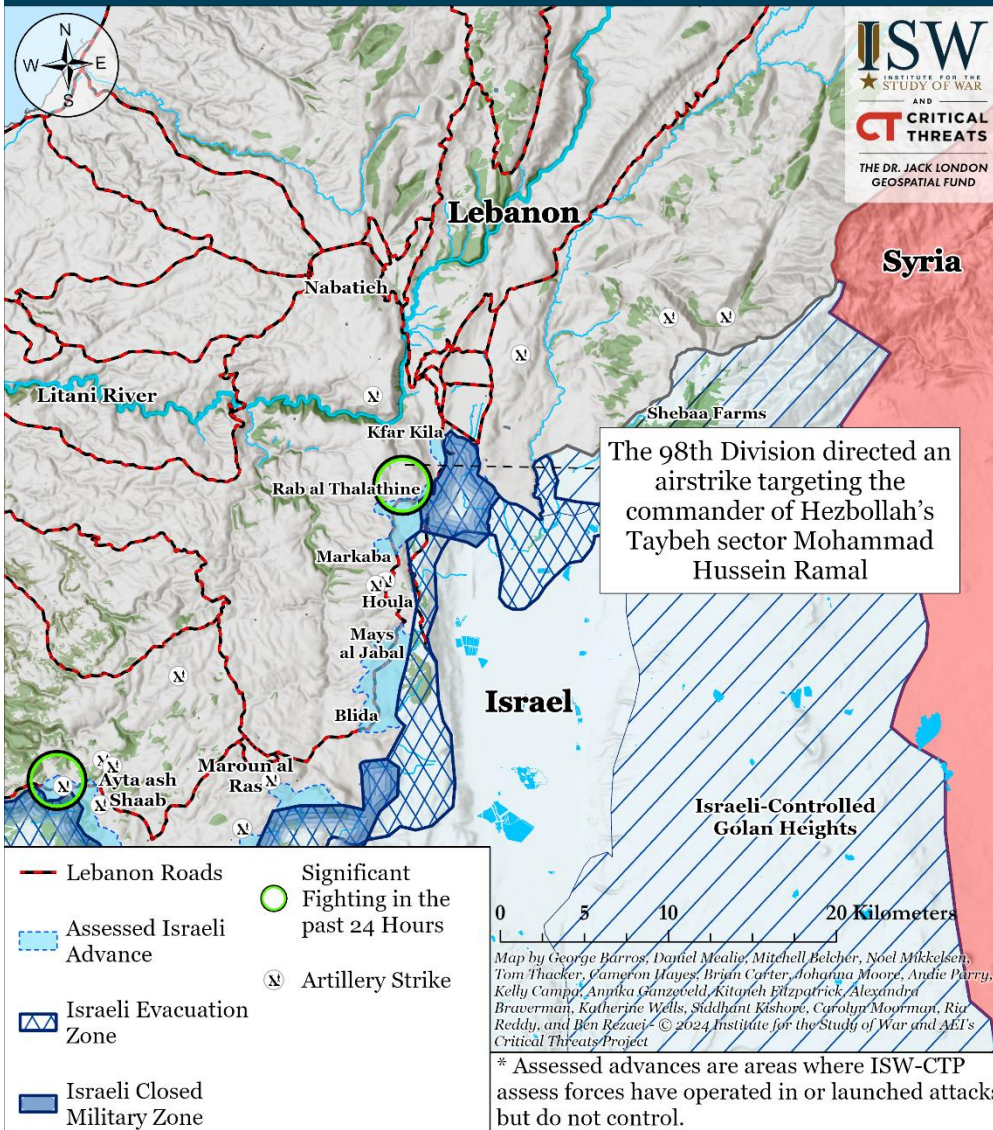 N
W E
S
ISW
INSTITUTE FOR THE
STUDY OF WAR
AND
CT CRITICAL
THREATS
THE DR. JACK LONDON
GEOSPATIAL FUND
Lebanon
Syria
Nabatieh
Litani River
Shebaa Farms
Kfar Kila
The 98th Division directed an
airstrike targeting the
commander of Hezbollah's
Taybeh sector Mohammad
Hussein Ramal
Rab al Thalathine
Markaba
Houla
Mays
al Jabal
Israel
Blida
Maroun al
Ras
Ayta ash
Shaab
Israeli-Controlled
Golan Heights
Lebanon Roads
Assessed Israeli
Advance
Israeli Evacuation
Zone
Israeli Closed
Military Zone
Significant
Fighting in the
past 24 Hours
Artillery Strike
0 5 10 20 Kilometers
Map by George Barros, Daniel Mealie, Mitchell Belcher, Noel Mikkelsen,
Tom Thacker, Cameron Hayes, Brian Carter, Johanna Moore, Andie Parry,
Kelly Campa, Annika Ganzeveld, Kitaneh Fitzpatrick, Alexandra
Braverman, Katherine Wells, Siddhant Kishore, Carolyn Moorman, Ria
Reddy, and Ben Rezaei - © 2024 Institute for the Study of War and AEI's
Critical Threats Project
* Assessed advances are areas where ISW-CTP
assess forces have operated in or launched attacks
but do not control.